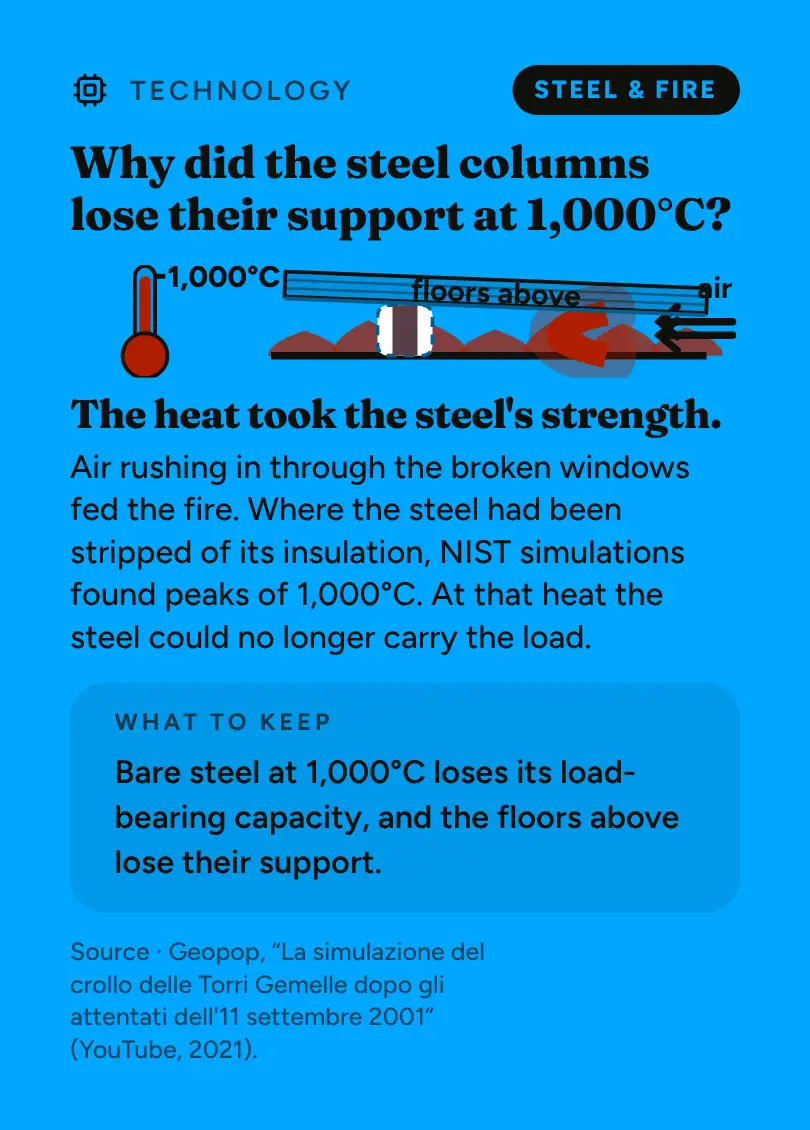 TECHNOLOGY
STEEL & FIRE
Why did the steel columns
lose their support at 1,000°C?
1,000°C
floors above
air
The heat took the steel's strength.
Air rushing in through the broken windows
fed the fire. Where the steel had been
stripped of its insulation, NIST simulations
found peaks of 1,000°C. At that heat the
steel could no longer carry the load.
WHAT TO KEEP
Bare steel at 1,000°C loses its load-
bearing capacity, and the floors above
lose their support.
Source · Geopop, “La simulazione del
crollo delle Torri Gemelle dopo gli
attentati dell'11 settembre 2001”
(YouTube, 2021).